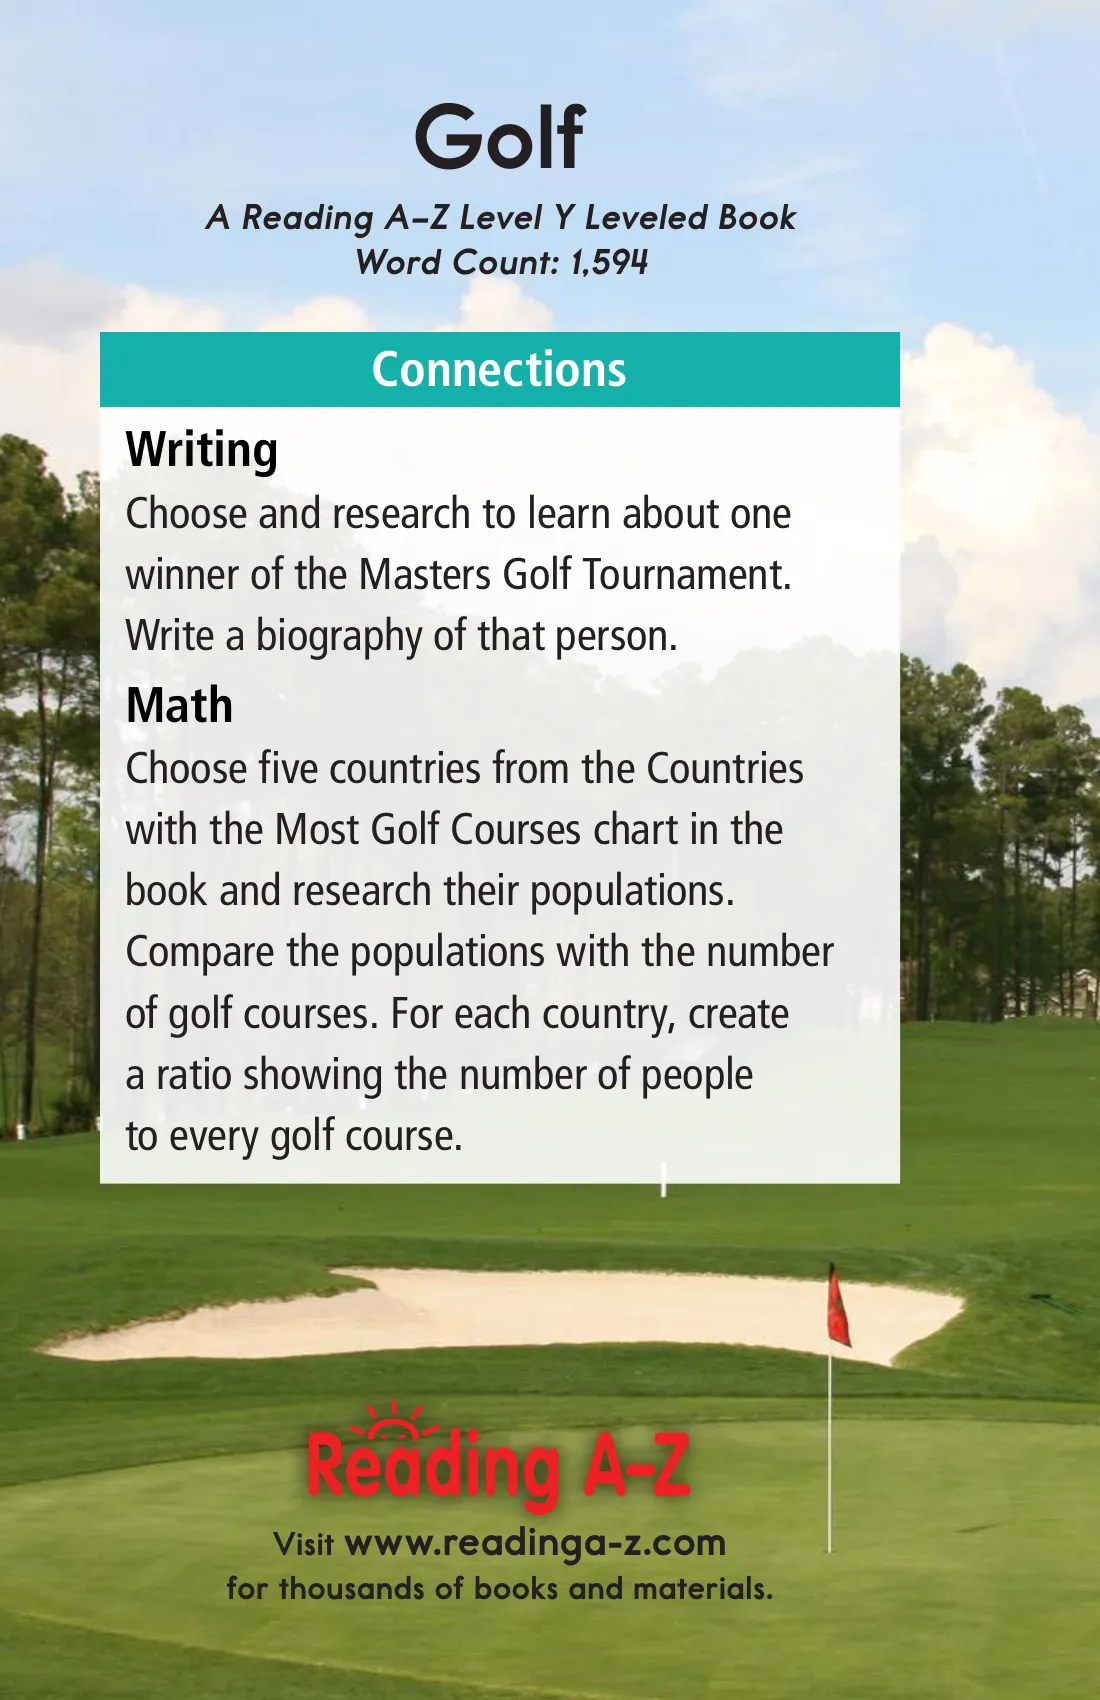 Golf
A Reading A–Z Level Y Leveled Book
Word Count: 1,594
Connections
Writing
Choose and research to learn about one
winner of the Masters Golf Tournament.
Write a biography of that person.
Math
Choose five countries from the Countries
with the Most Golf Courses chart in the
book and research their populations.
Compare the populations with the number
of golf courses. For each country, create
a ratio showing the number of people
to every golf course.
Reading A–Z
Visit www.readinga-z.com
for thousands of books and materials.